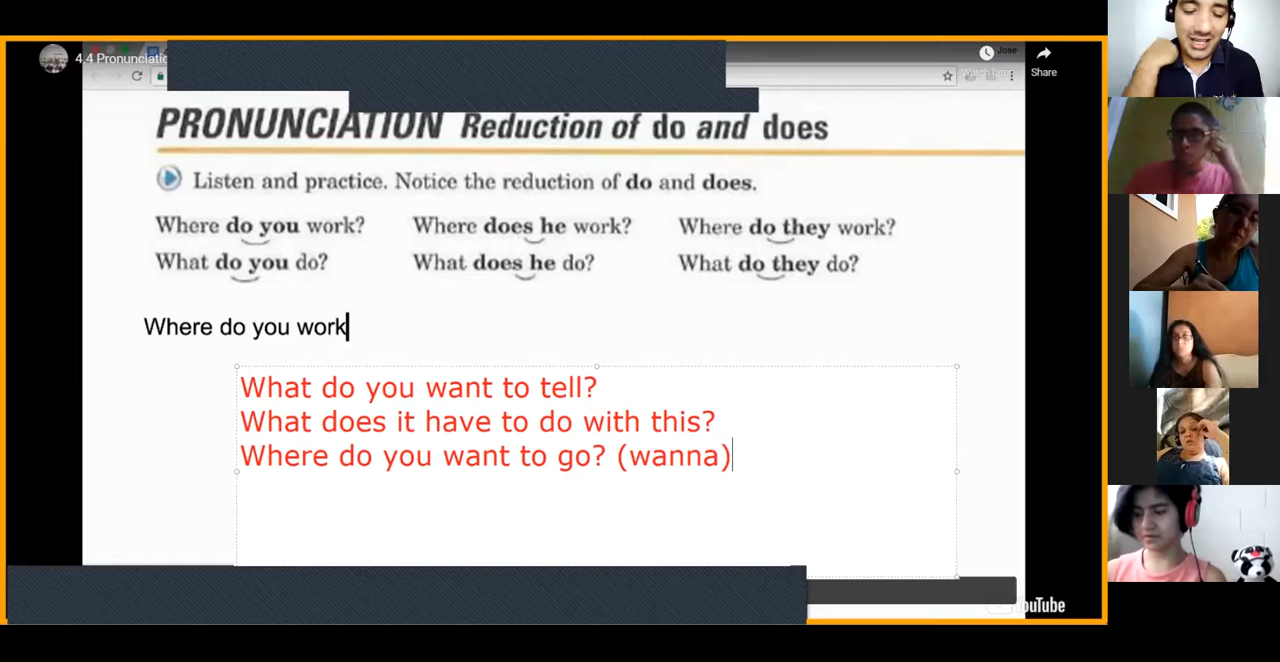 4.4 Pronunciatio
Jose
Watch later
Share
PRONUNCIATION Reduction of do and does
Listen and practice. Notice the reduction of do and does.
Where do you work? Where does he work? Where do they work?
What do you do? What does he do? What do they do?
Where do you work
What do you want to tell?
What does it have to do with this?
Where do you want to go? (wanna)
YouTube